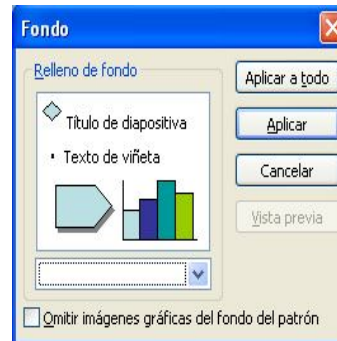 Fondo
Relleno de fondo
Título de diapositiva
Texto de viñeta
Aplicar a todo
Aplicar
Cancelar
Vista previa
Omitir imágenes gráficas del fondo del patrón